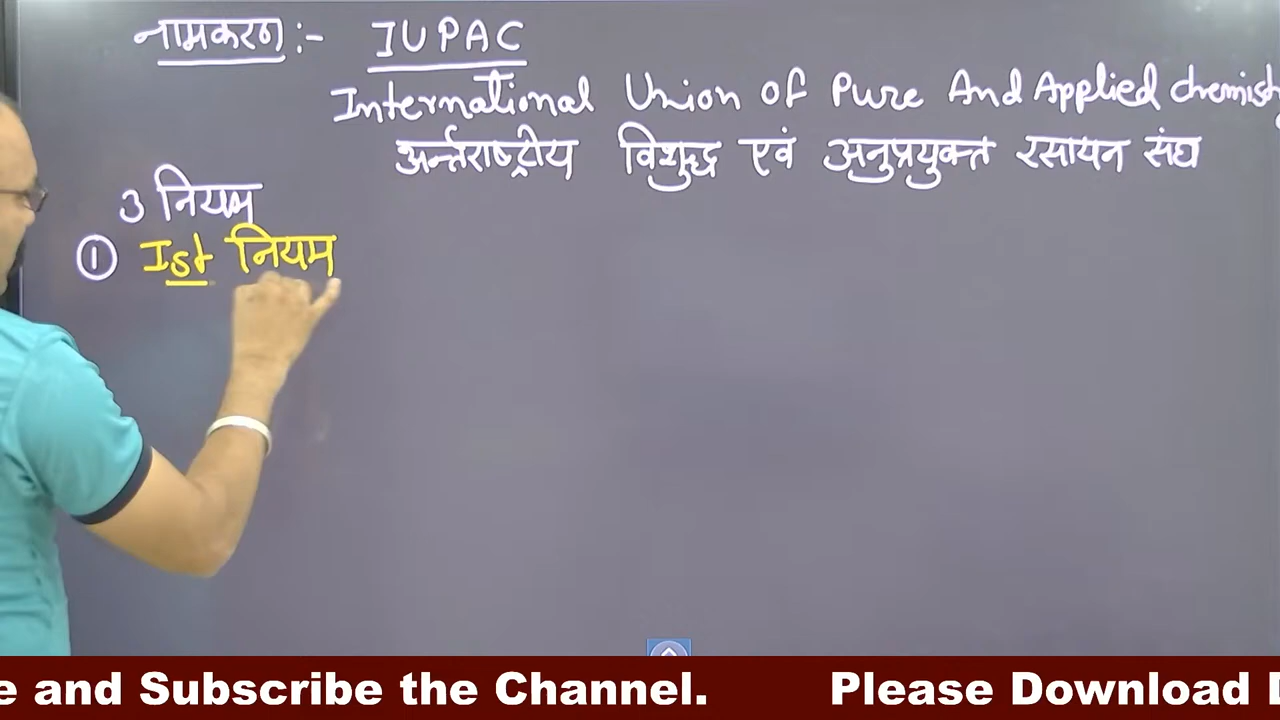 नामकरण :- IUPAC
International Union Of Pure And Applied chemist
अर्न्तराष्ट्रीय विशुद्ध एवं अनुप्रयुक्त रसायन संघ
3 नियम
① Ist नियम
e and Subscribe the Channel. Please Download